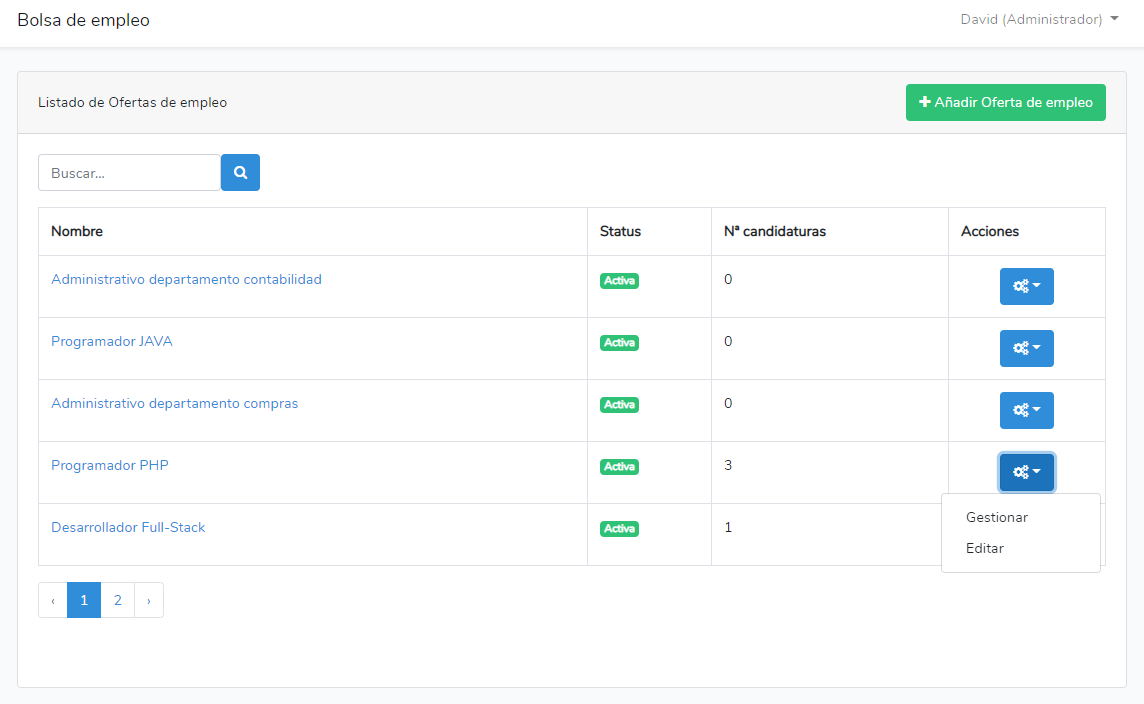 Bolsa de empleo
David (Administrador)
Listado de Ofertas de empleo
Añadir Oferta de empleo
Buscar...
Nombre Status Nª candidaturas Acciones
Administrativo departamento contabilidad Activa 0
Programador JAVA Activa 0
Administrativo departamento compras Activa 0
Programador PHP Activa 3
Gestionar
Desarrollador Full-Stack Activa 1
Editar
‹ 1 2 ›